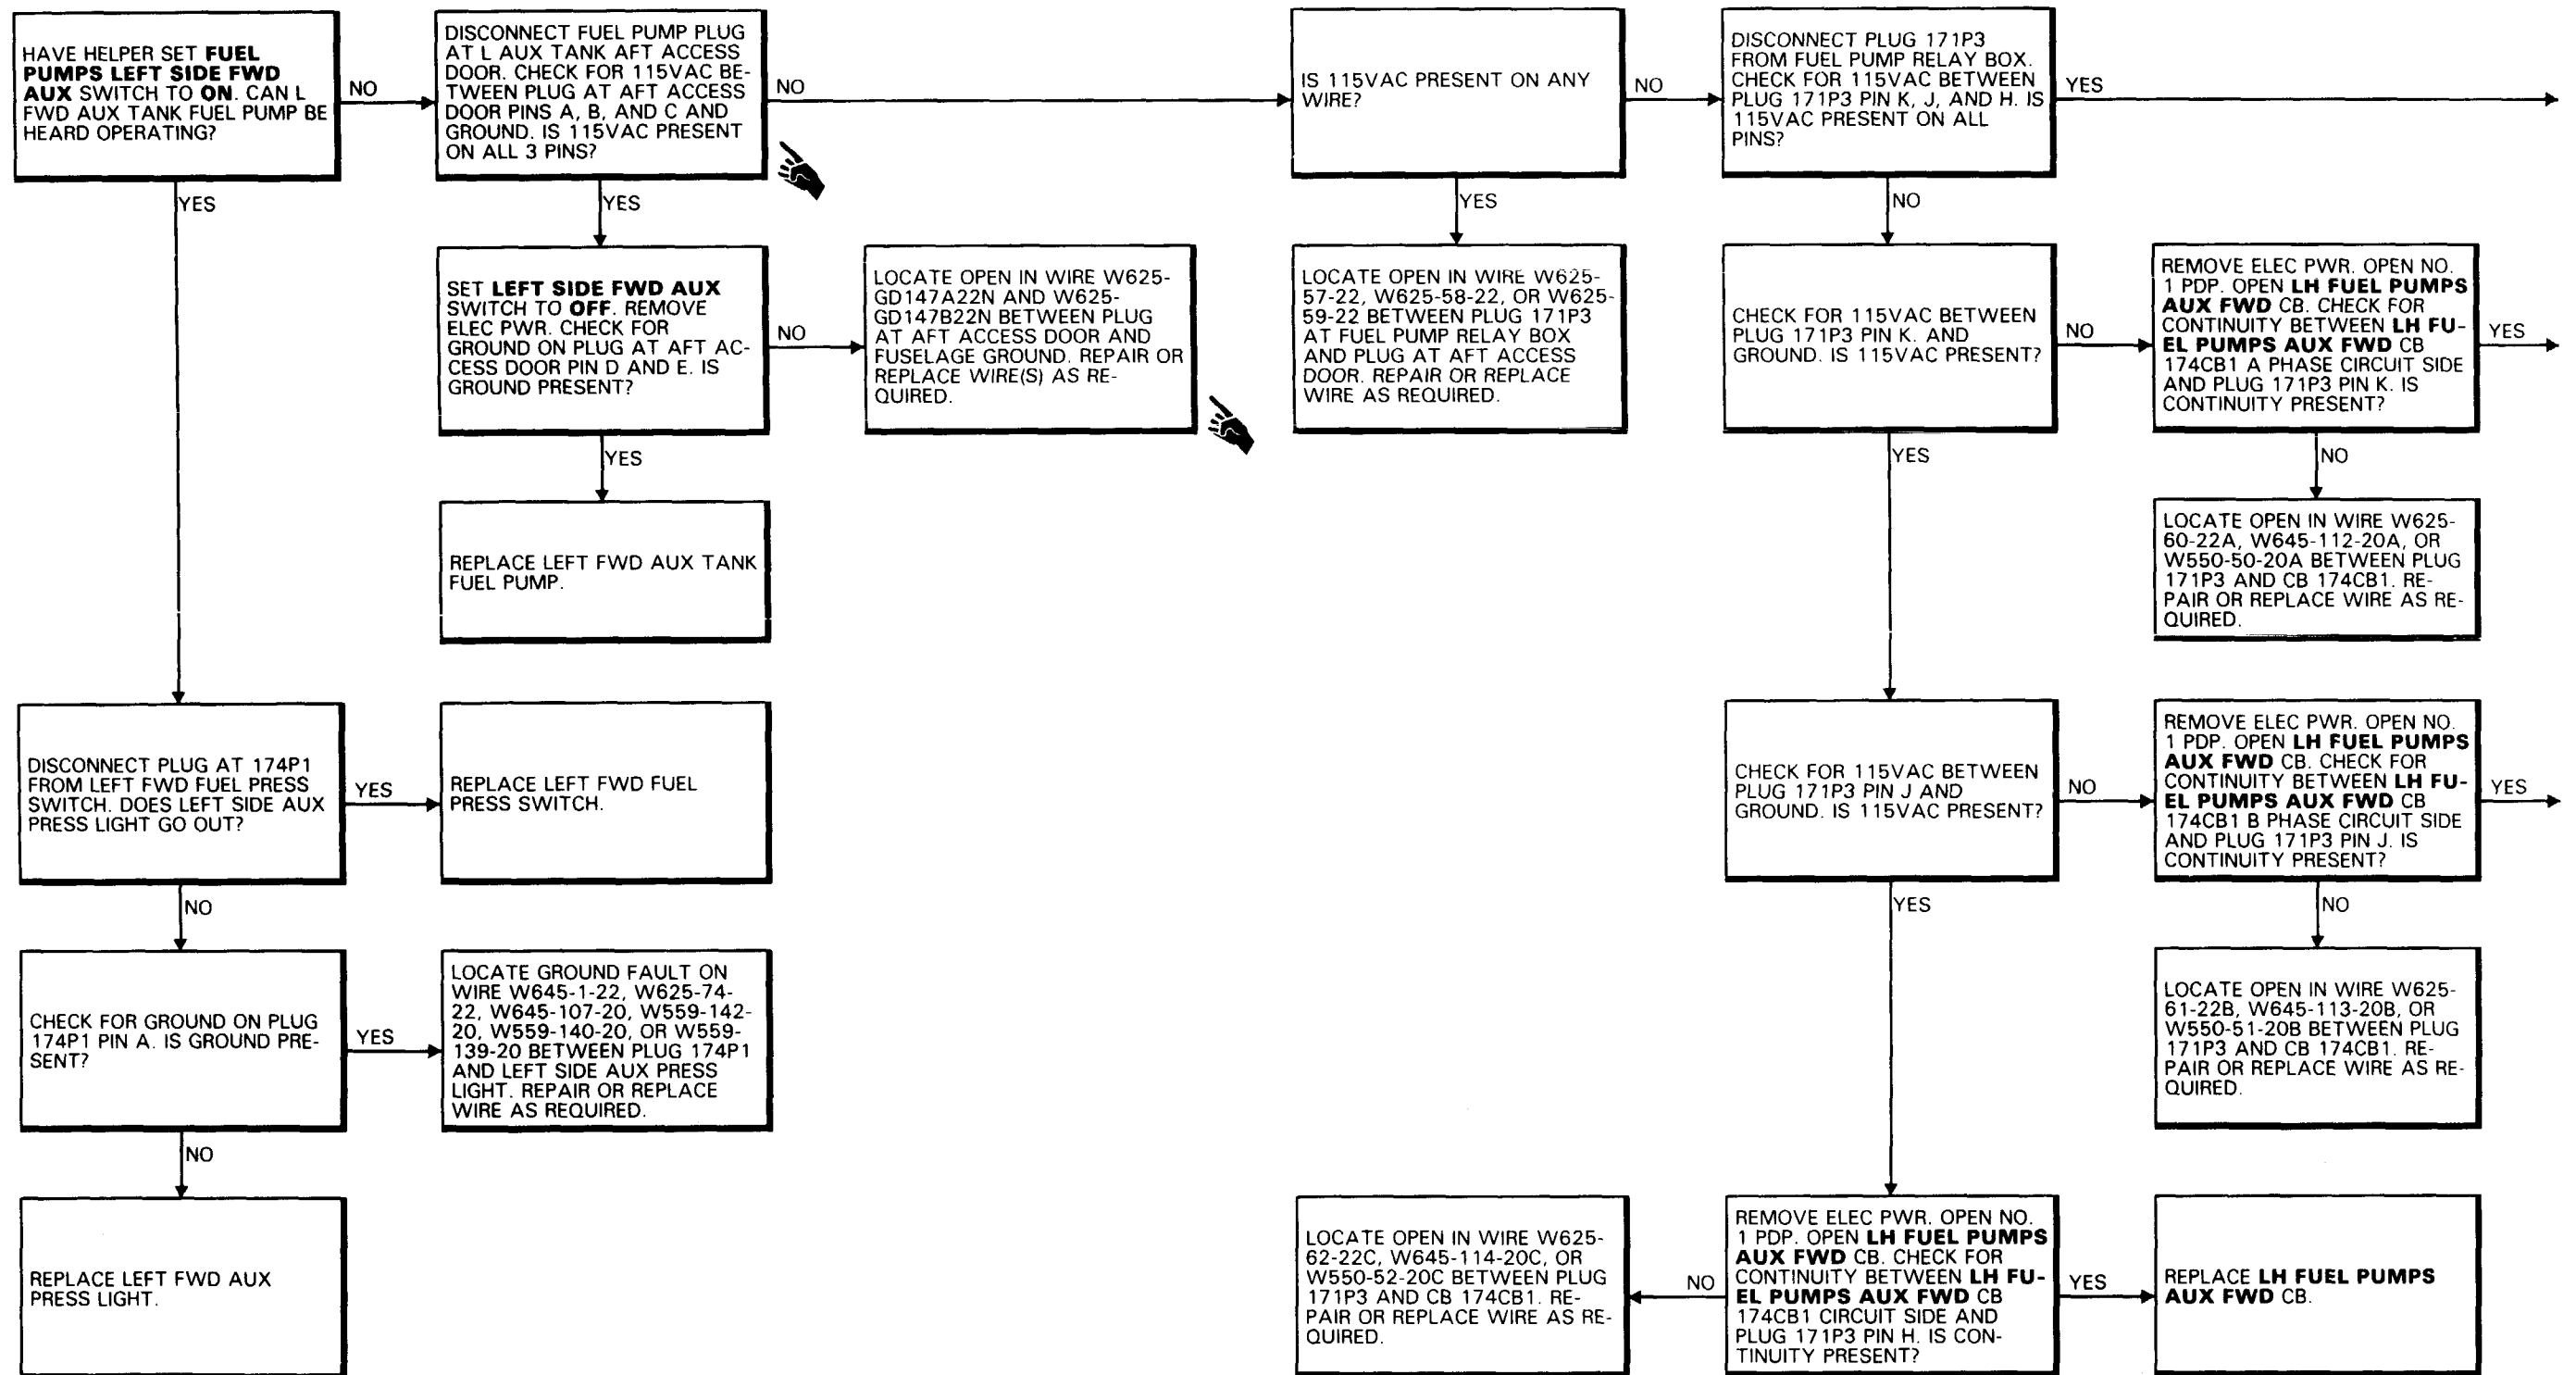 HAVE HELPER SET FUEL
PUMPS LEFT SIDE FWD
AUX SWITCH TO ON. CAN L
FWD AUX TANK FUEL PUMP BE
HEARD OPERATING?
NO
YES
DISCONNECT FUEL PUMP PLUG
AT L AUX TANK AFT ACCESS
DOOR. CHECK FOR 115VAC BE-
TWEEN PLUG AT AFT ACCESS
DOOR PINS A, B, AND C AND
GROUND. IS 115VAC PRESENT
ON ALL 3 PINS?
NO
YES
IS 115VAC PRESENT ON ANY
WIRE?
NO
YES
DISCONNECT PLUG 171P3
FROM FUEL PUMP RELAY BOX.
CHECK FOR 115VAC BETWEEN
PLUG 171P3 PIN K, J, AND H. IS
115VAC PRESENT ON ALL
PINS?
YES
NO
SET LEFT SIDE FWD AUX
SWITCH TO OFF. REMOVE
ELEC PWR. CHECK FOR
GROUND ON PLUG AT AFT AC-
CESS DOOR PIN D AND E. IS
GROUND PRESENT?
NO
YES
LOCATE OPEN IN WIRE W625-
GD147A22N AND W625-
GD147B22N BETWEEN PLUG
AT AFT ACCESS DOOR AND
FUSELAGE GROUND. REPAIR OR
REPLACE WIRE(S) AS RE-
QUIRED.
LOCATE OPEN IN WIRE W625-
57-22, W625-58-22, OR W625-
59-22 BETWEEN PLUG 171P3
AT FUEL PUMP RELAY BOX
AND PLUG AT AFT ACCESS
DOOR. REPAIR OR REPLACE
WIRE AS REQUIRED.
CHECK FOR 115VAC BETWEEN
PLUG 171P3 PIN K. AND
GROUND. IS 115VAC PRESENT?
NO
YES
REMOVE ELEC PWR. OPEN NO.
1 PDP. OPEN LH FUEL PUMPS
AUX FWD CB. CHECK FOR
CONTINUITY BETWEEN LH FU-
EL PUMPS AUX FWD CB
174CB1 A PHASE CIRCUIT SIDE
AND PLUG 171P3 PIN K. IS
CONTINUITY PRESENT?
YES
NO
REPLACE LEFT FWD AUX TANK
FUEL PUMP.
LOCATE OPEN IN WIRE W625-
60-22A, W645-112-20A, OR
W550-50-20A BETWEEN PLUG
171P3 AND CB 174CB1. RE-
PAIR OR REPLACE WIRE AS RE-
QUIRED.
DISCONNECT PLUG AT 174P1
FROM LEFT FWD FUEL PRESS
SWITCH. DOES LEFT SIDE AUX
PRESS LIGHT GO OUT?
YES
NO
REPLACE LEFT FWD FUEL
PRESS SWITCH.
CHECK FOR 115VAC BETWEEN
PLUG 171P3 PIN J AND
GROUND. IS 115VAC PRESENT?
NO
YES
REMOVE ELEC PWR. OPEN NO.
1 PDP. OPEN LH FUEL PUMPS
AUX FWD CB. CHECK FOR
CONTINUITY BETWEEN LH FU-
EL PUMPS AUX FWD CB
174CB1 B PHASE CIRCUIT SIDE
AND PLUG 171P3 PIN J. IS
CONTINUITY PRESENT?
YES
NO
CHECK FOR GROUND ON PLUG
174P1 PIN A. IS GROUND PRE-
SENT?
YES
NO
LOCATE GROUND FAULT ON
WIRE W645-1-22, W625-74-
22, W645-107-20, W559-142-
20, W559-140-20, OR W559-
139-20 BETWEEN PLUG 174P1
AND LEFT SIDE AUX PRESS
LIGHT. REPAIR OR REPLACE
WIRE AS REQUIRED.
LOCATE OPEN IN WIRE W625-
61-22B, W645-113-20B, OR
W550-51-20B BETWEEN PLUG
171P3 AND CB 174CB1. RE-
PAIR OR REPLACE WIRE AS RE-
QUIRED.
REPLACE LEFT FWD AUX
PRESS LIGHT.
LOCATE OPEN IN WIRE W625-
62-22C, W645-114-20C, OR
W550-52-20C BETWEEN PLUG
171P3 AND CB 174CB1. RE-
PAIR OR REPLACE WIRE AS RE-
QUIRED.
NO
REMOVE ELEC PWR. OPEN NO.
1 PDP. OPEN LH FUEL PUMPS
AUX FWD CB. CHECK FOR
CONTINUITY BETWEEN LH FU-
EL PUMPS AUX FWD CB
174CB1 CIRCUIT SIDE AND
PLUG 171P3 PIN H. IS CON-
TINUITY PRESENT?
YES
REPLACE LH FUEL PUMPS
AUX FWD CB.